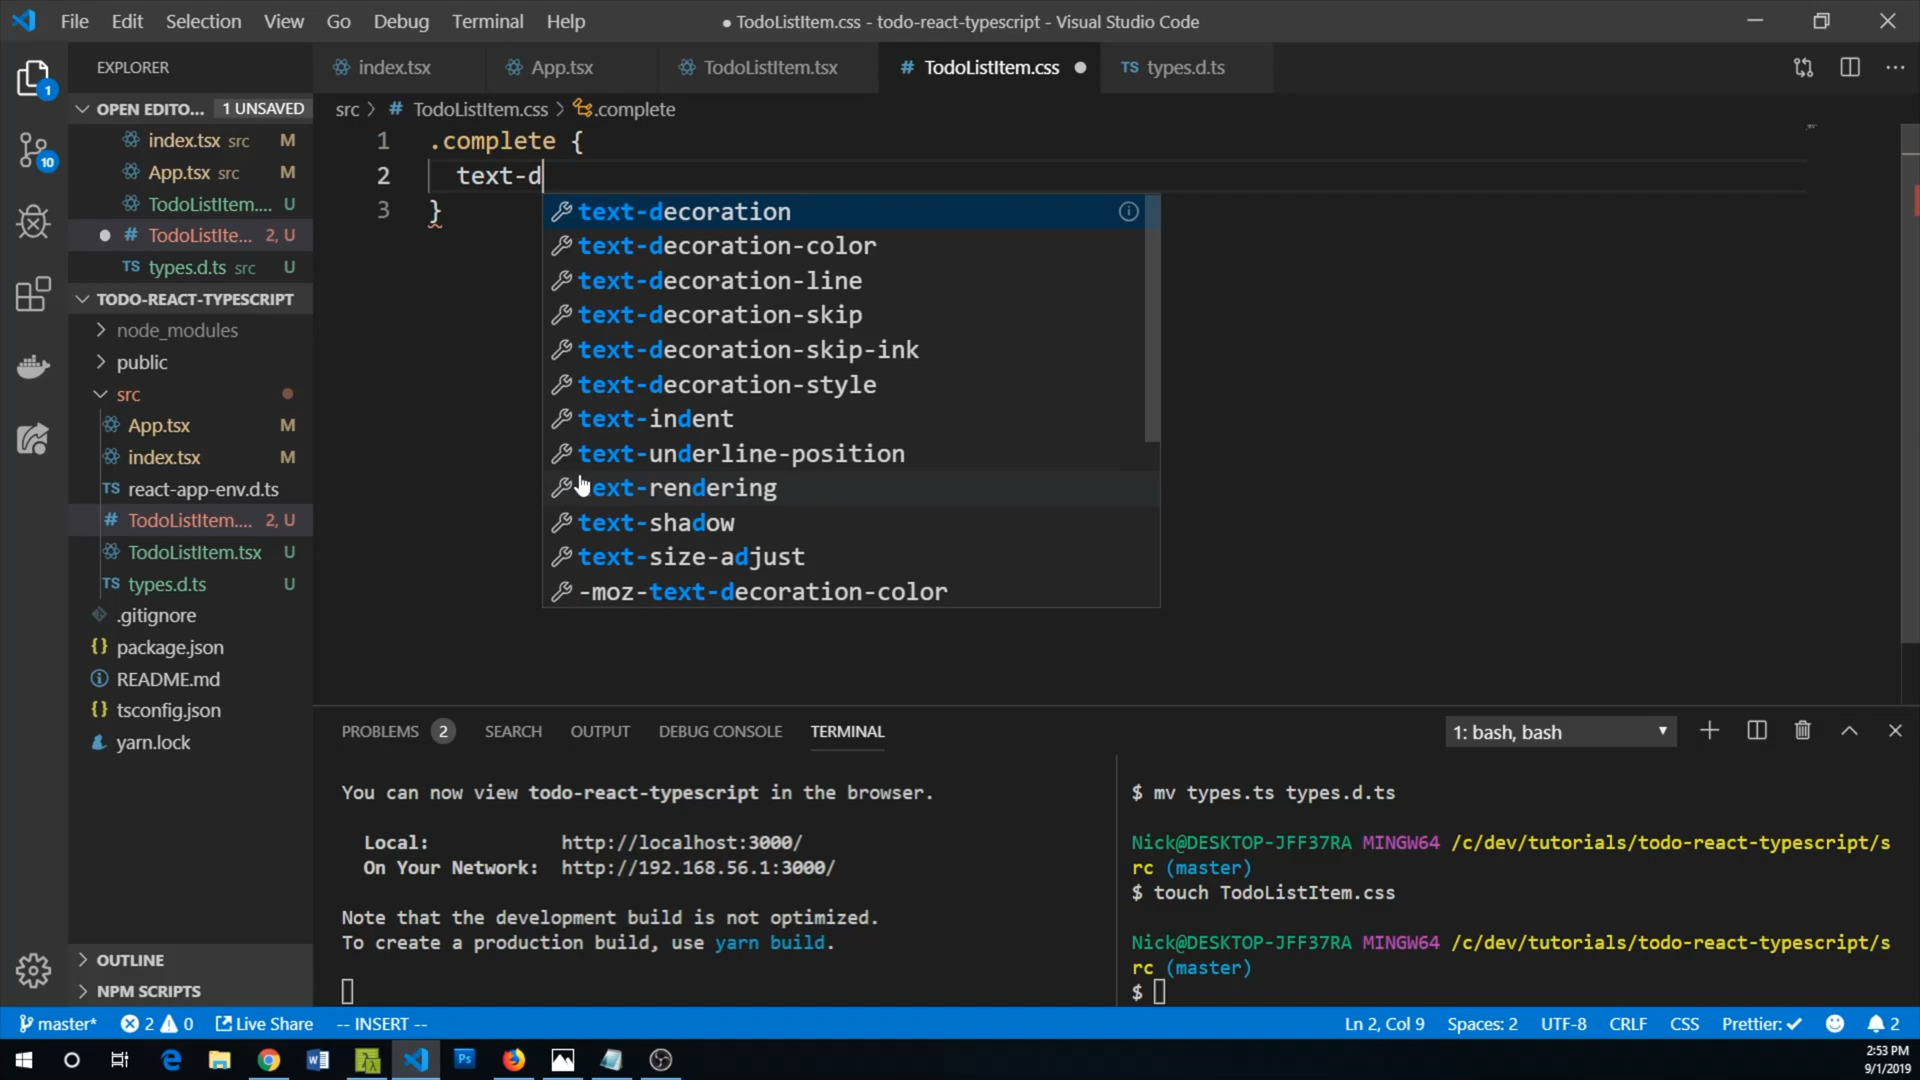 File Edit Selection View Go Debug Terminal Help
● TodoListItem.css - todo-react-typescript - Visual Studio Code
EXPLORER
index.tsx
App.tsx
TodoListItem.tsx
# TodoListItem.css
TS types.d.ts
1
OPEN EDITO... 1 UNSAVED
index.tsx src M
App.tsx src M
TodoListItem.... U
# TodoListIte... 2, U
TS types.d.ts src U
10
TODO-REACT-TYPESCRIPT
node_modules
public
src
App.tsx M
index.tsx M
TS react-app-env.d.ts
# TodoListItem.... 2, U
TodoListItem.tsx U
TS types.d.ts U
.gitignore
{} package.json
README.md
{} tsconfig.json
yarn.lock
OUTLINE
NPM SCRIPTS
src > # TodoListItem.css > .complete
1 .complete {
2 text-d
3 }
text-decoration
text-decoration-color
text-decoration-line
text-decoration-skip
text-decoration-skip-ink
text-decoration-style
text-indent
text-underline-position
text-rendering
text-shadow
text-size-adjust
-moz-text-decoration-color
PROBLEMS 2 SEARCH OUTPUT DEBUG CONSOLE TERMINAL
1: bash, bash
You can now view todo-react-typescript in the browser.
Local: http://localhost:3000/
On Your Network: http://192.168.56.1:3000/
Note that the development build is not optimized.
To create a production build, use yarn build.
$ mv types.ts types.d.ts
Nick@DESKTOP-JFF37RA MINGW64 /c/dev/tutorials/todo-react-typescript/s
rc (master)
$ touch TodoListItem.css
Nick@DESKTOP-JFF37RA MINGW64 /c/dev/tutorials/todo-react-typescript/s
rc (master)
$
master* 2 0 Live Share -- INSERT --
Ln 2, Col 9 Spaces: 2 UTF-8 CRLF CSS Prettier: ✓ 2
Ps
2:53 PM
9/1/2019